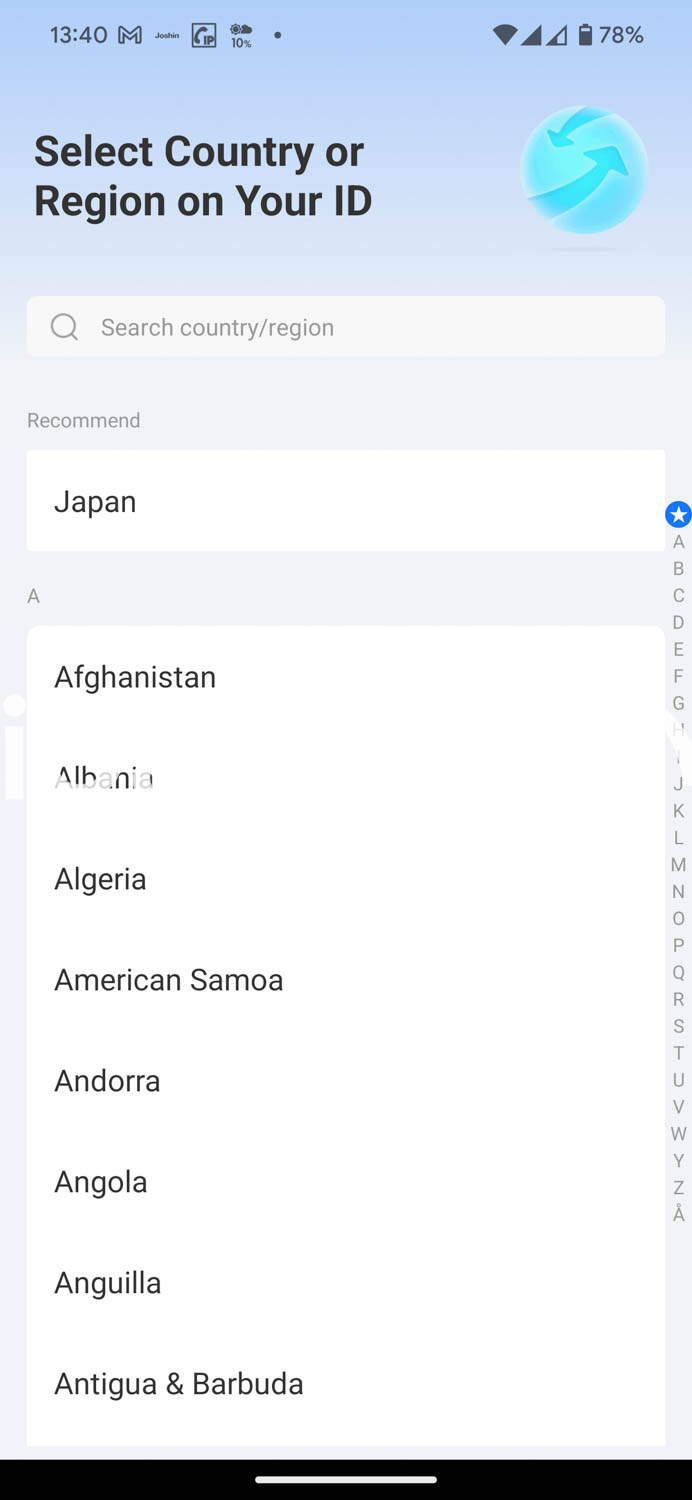 13:40
Joshin
IP
10%
78%
Select Country or
Region on Your ID
Search country/region
Recommend
Japan
A
Afghanistan
Albania
Algeria
American Samoa
Andorra
Angola
Anguilla
Antigua & Barbuda
A
B
C
D
E
F
G
H
I
J
K
L
M
N
O
P
Q
R
S
T
U
V
W
Y
Z
Å